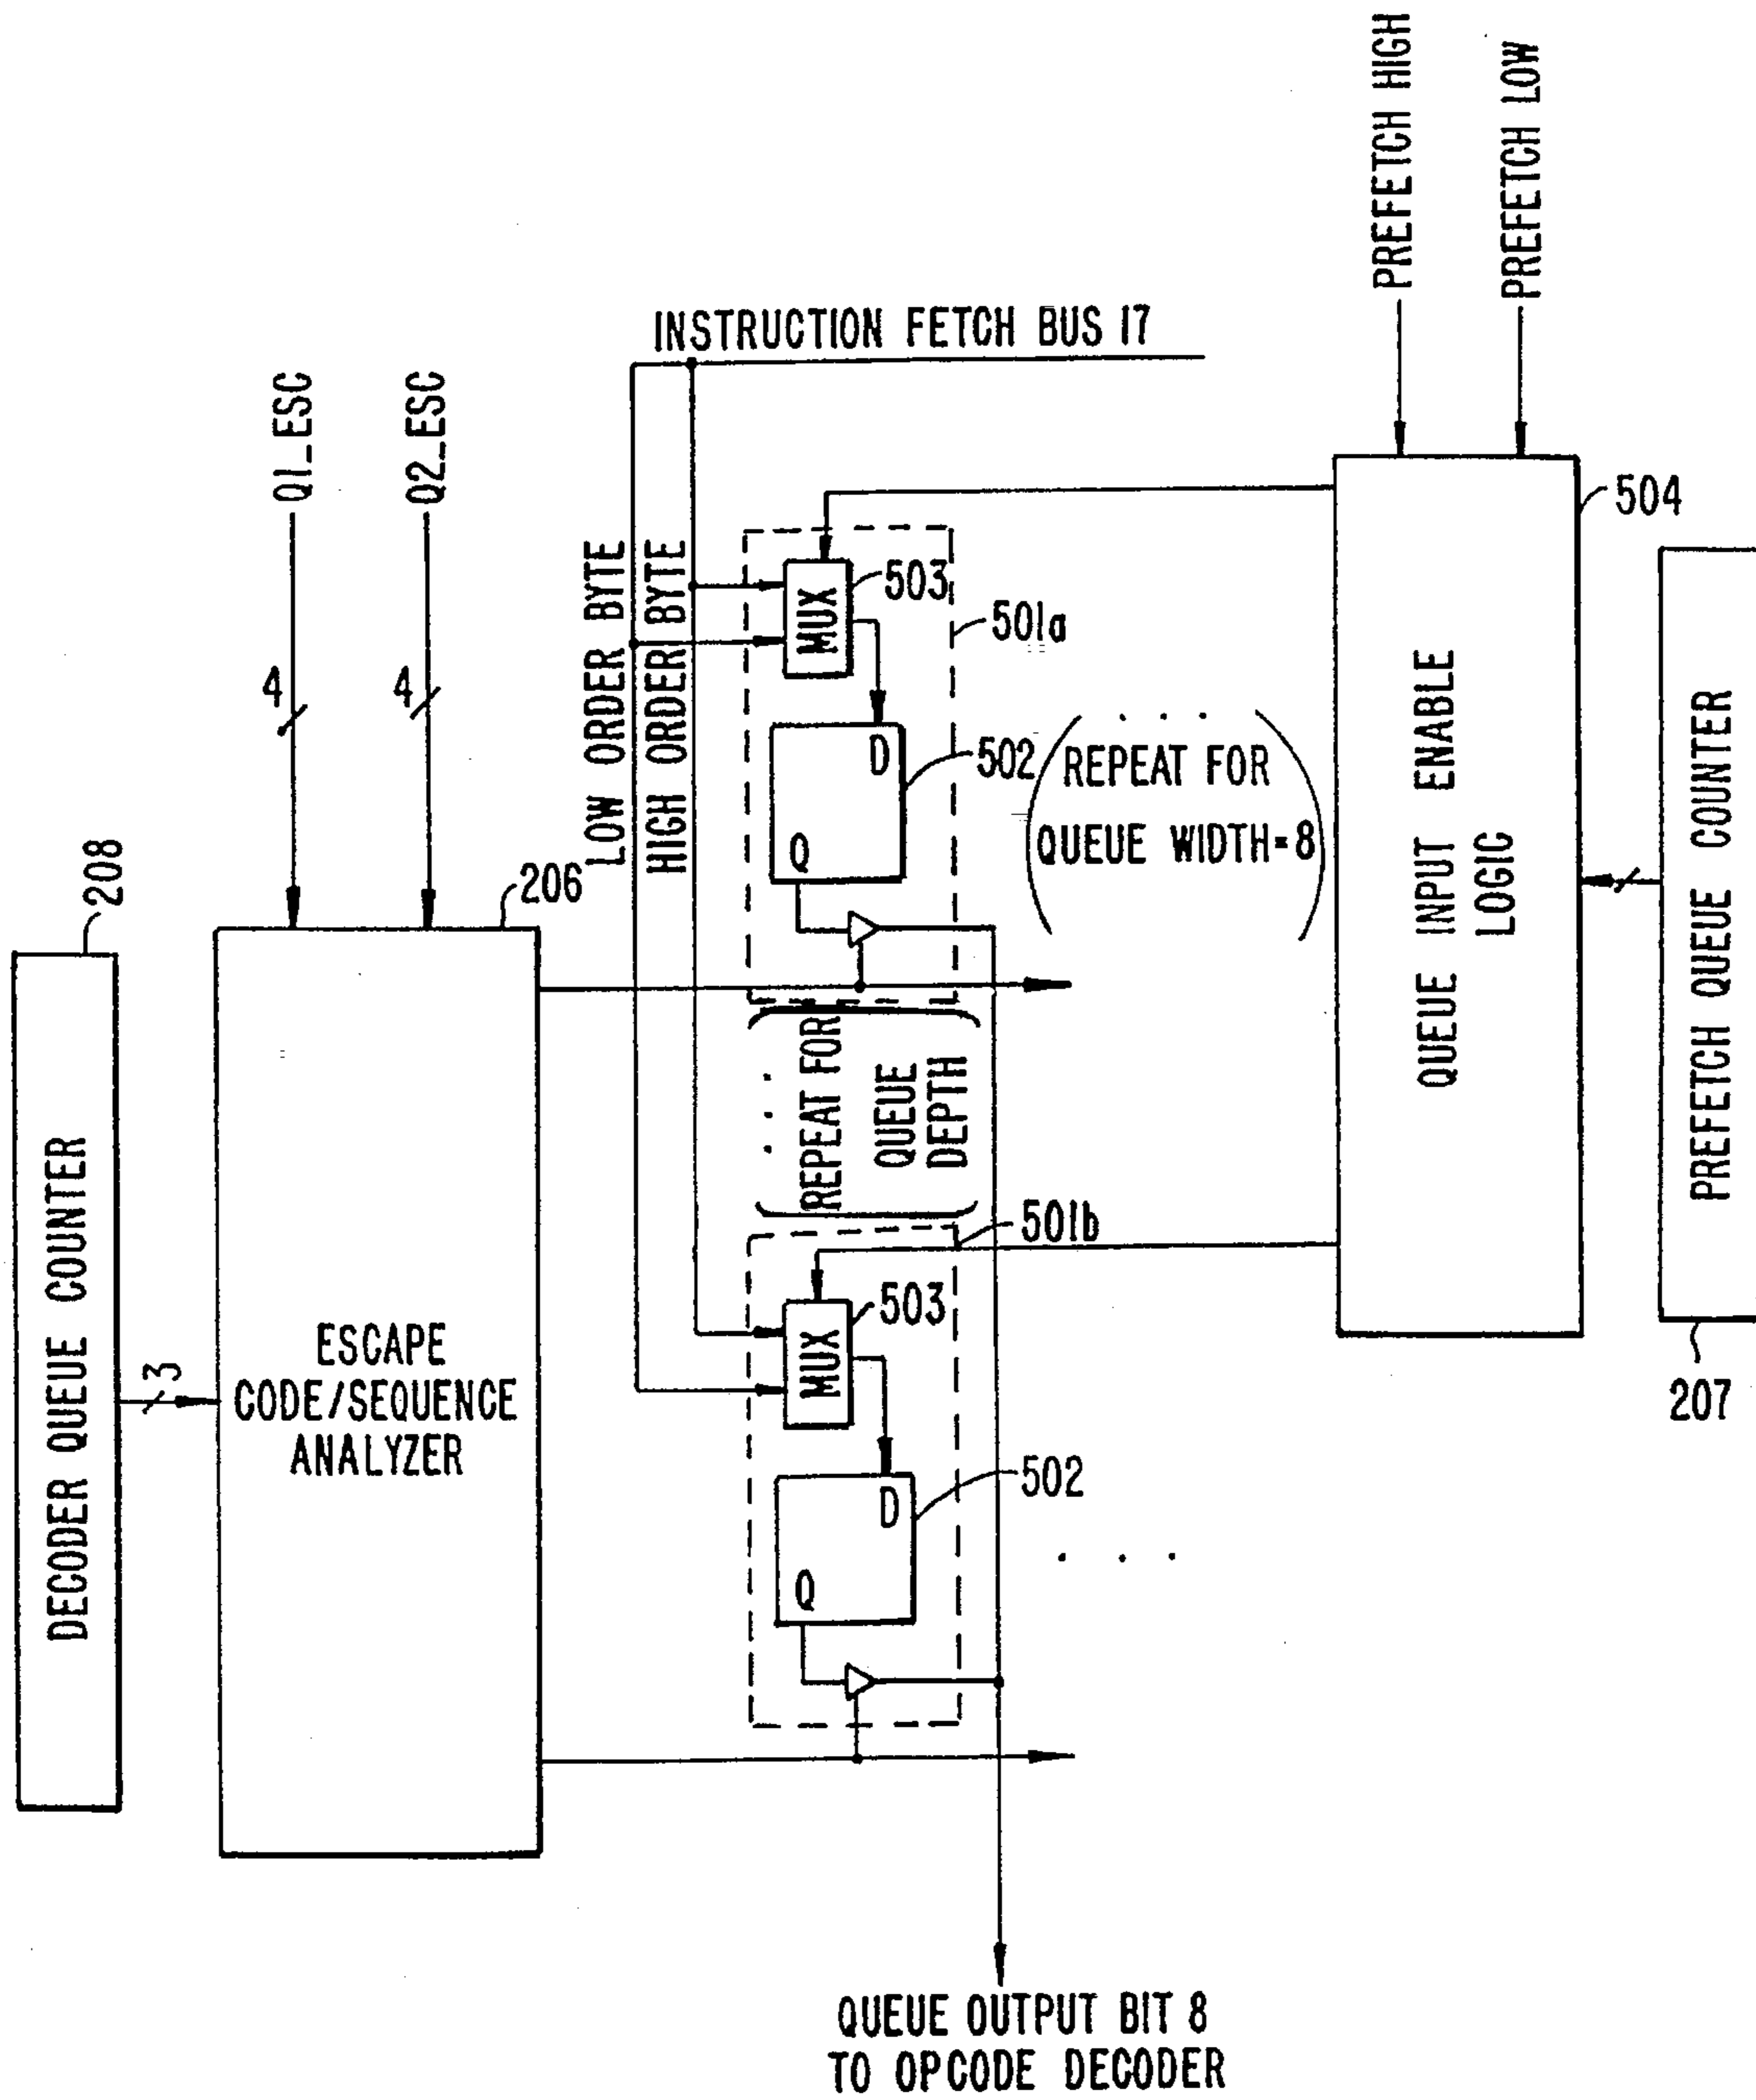 DECODER QUEUE COUNTER
208
3
ESCAPE
CODE/SEQUENCE
ANALYZER
206
Q1_ESC
Q2_ESC
4
4
LOW ORDER BYTE
HIGH ORDER BYTE
INSTRUCTION FETCH BUS 17
MUX
503
501a
D
Q
502
REPEAT FOR
QUEUE WIDTH=8
. . . .
. . .
REPEAT FOR
QUEUE
DEPTH
501b
MUX
503
D
Q
502
. . .
QUEUE OUTPUT BIT 8
TO OPCODE DECODER
PREFETCH HIGH
PREFETCH LOW
QUEUE INPUT ENABLE
LOGIC
504
PREFETCH QUEUE COUNTER
207